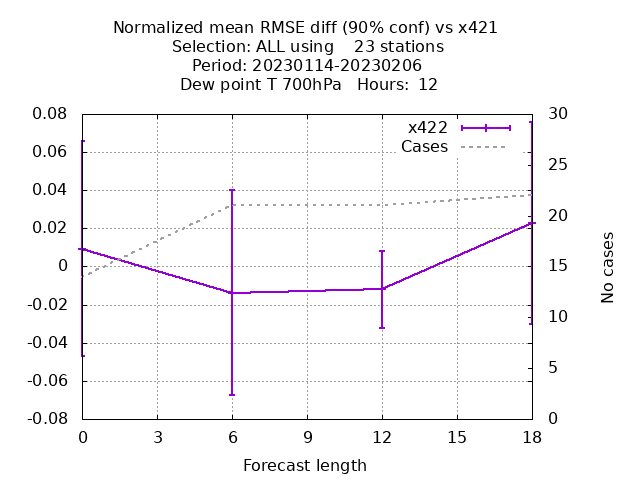 Normalized mean RMSE diff (90% conf) vs x421
Selection: ALL using    23 stations
Period: 20230114-20230206
Dew point T 700hPa   Hours:  12
x422
Cases
0.08
0.06
0.04
0.02
0
-0.02
-0.04
-0.06
-0.08
30
25
20
15
10
5
0
No cases
0 3 6 9 12 15 18
Forecast length